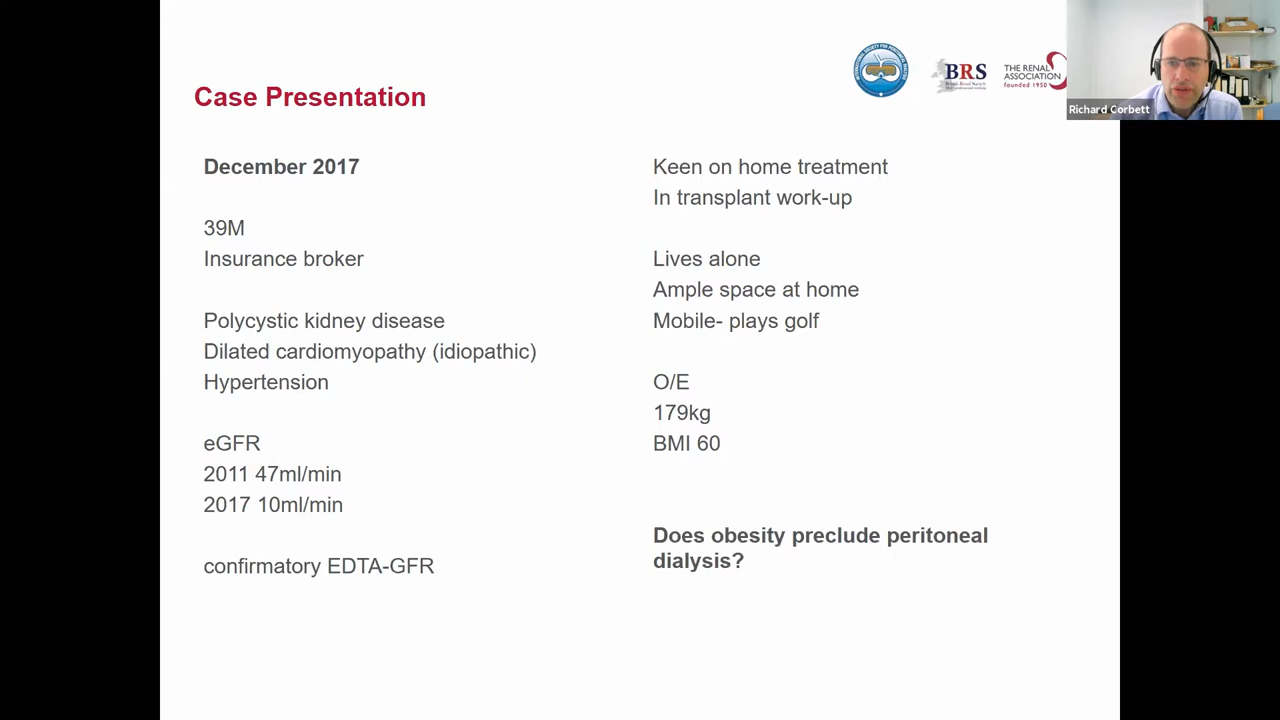 Case Presentation
BRS
THE RENAL
ASSOCIATION
founded 1950
Richard Corbett
December 2017
39M
Insurance broker
Polycystic kidney disease
Dilated cardiomyopathy (idiopathic)
Hypertension
eGFR
2011 47ml/min
2017 10ml/min
confirmatory EDTA-GFR
Keen on home treatment
In transplant work-up
Lives alone
Ample space at home
Mobile- plays golf
O/E
179kg
BMI 60
Does obesity preclude peritoneal
dialysis?